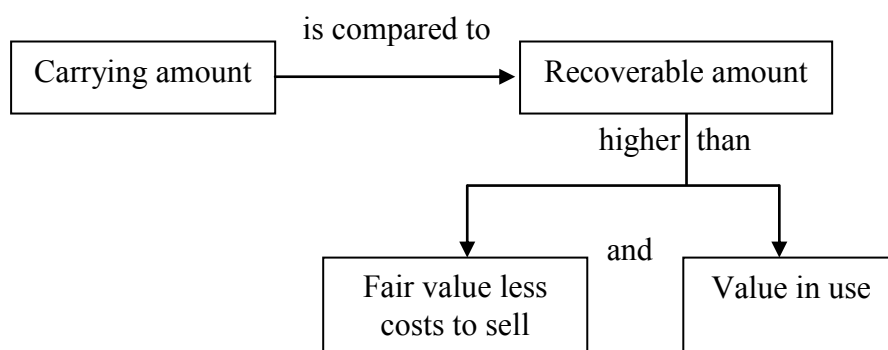 is compared to
Carrying amount
Recoverable amount
higher than
and
Fair value less
costs to sell
Value in use